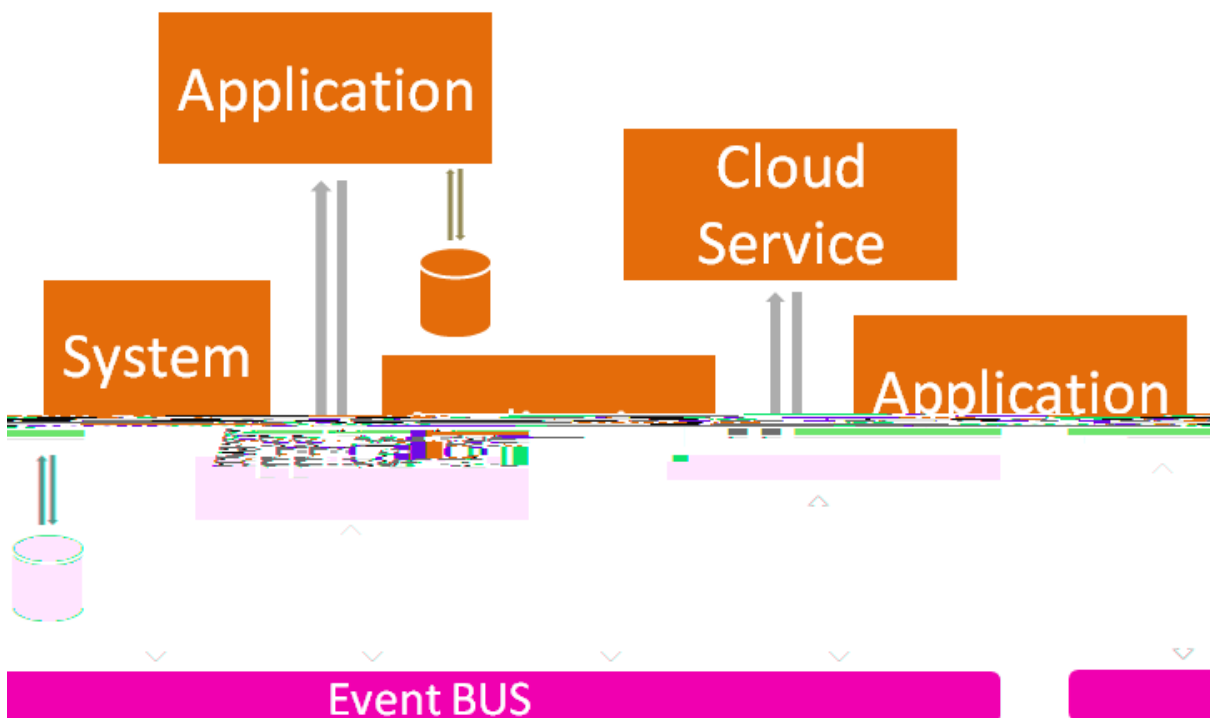 Application
Cloud
Service
System
Application
Event BUS